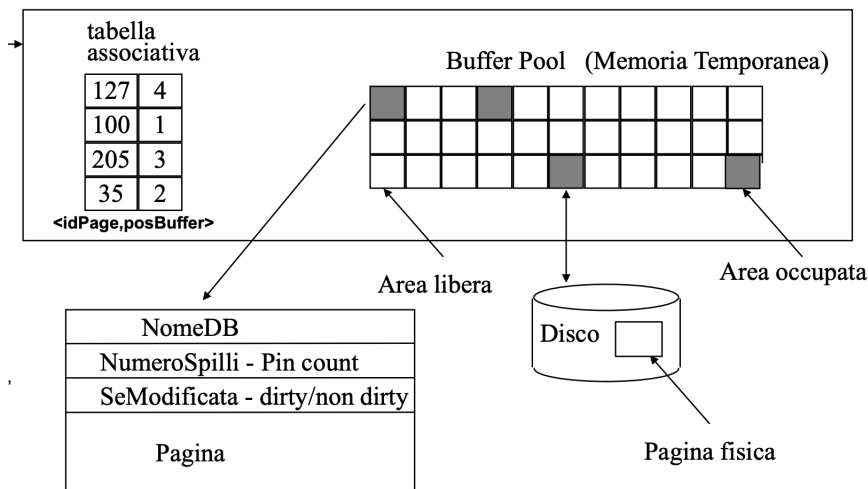 tabella
associativa
127 4
100 1
205 3
35 2
<idPage,posBuffer>
Buffer Pool (Memoria Temporanea)
Area libera
Area occupata
NomeDB
NumeroSpilli - Pin count
SeModificata - dirty/non dirty
Pagina
Disco
Pagina fisica
,